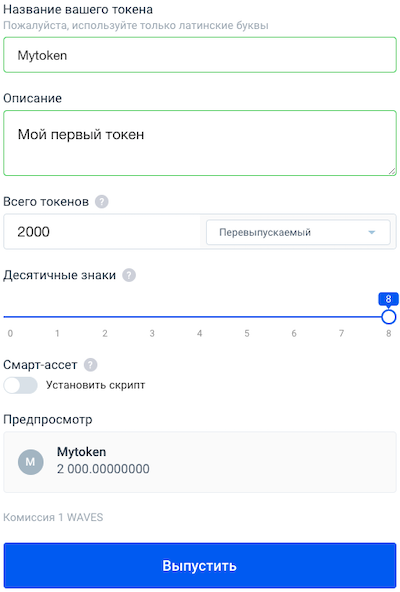 Название вашего токена
Пожалуйста, используйте только латинские буквы
Mytoken
Описание
Мой первый токен
Всего токенов ?
2000 Перевыпускаемый
Десятичные знаки ?
8
0 1 2 3 4 5 6 7 8
Смарт-ассет ?
Установить скрипт
Предпросмотр
M
Mytoken
2 000.00000000
Комиссия 1 WAVES
Выпустить